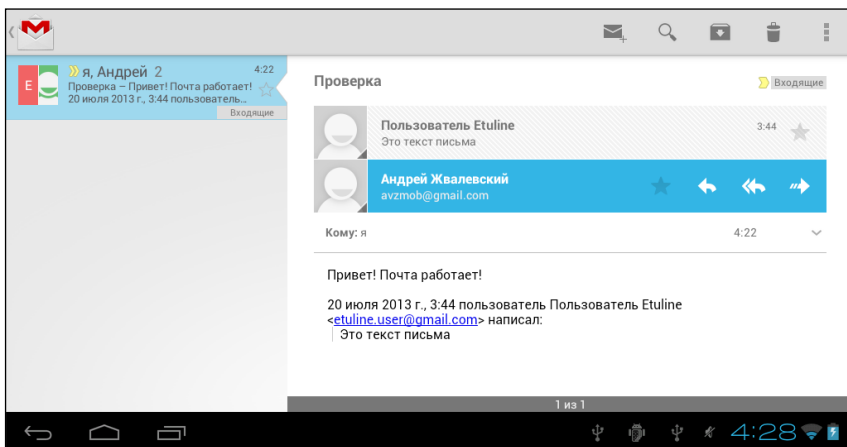 E
я, Андрей 2 4:22
Проверка – Привет! Почта работает!
20 июля 2013 г., 3:44 пользователь...
Входящие
Проверка Входящие
Пользователь Etuline 3:44
Это текст письма
Андрей Жвалевский
avzmob@gmail.com
Кому: я 4:22
Привет! Почта работает!
20 июля 2013 г., 3:44 пользователь Пользователь Etuline
<etuline.user@gmail.com> написал:
Это текст письма
1 из 1
4:28